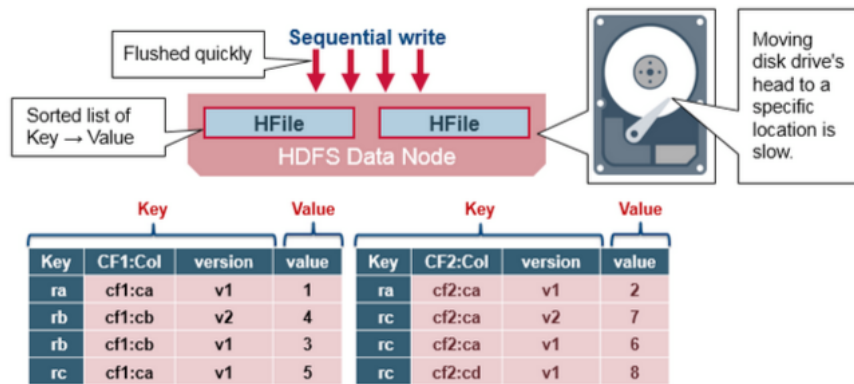 Flushed quickly
Sequential write
Moving
disk drive's
head to a
specific
location is
slow.
Sorted list of
Key → Value
HFile HFile
HDFS Data Node
Key Value Key Value
Key CF1:Col version value Key CF2:Col version value
ra cf1:ca v1 1 ra cf2:ca v1 2
rb cf1:cb v2 4 rc cf2:ca v2 7
rb cf1:cb v1 3 rc cf2:ca v1 6
rc cf1:ca v1 5 rc cf2:cd v1 8